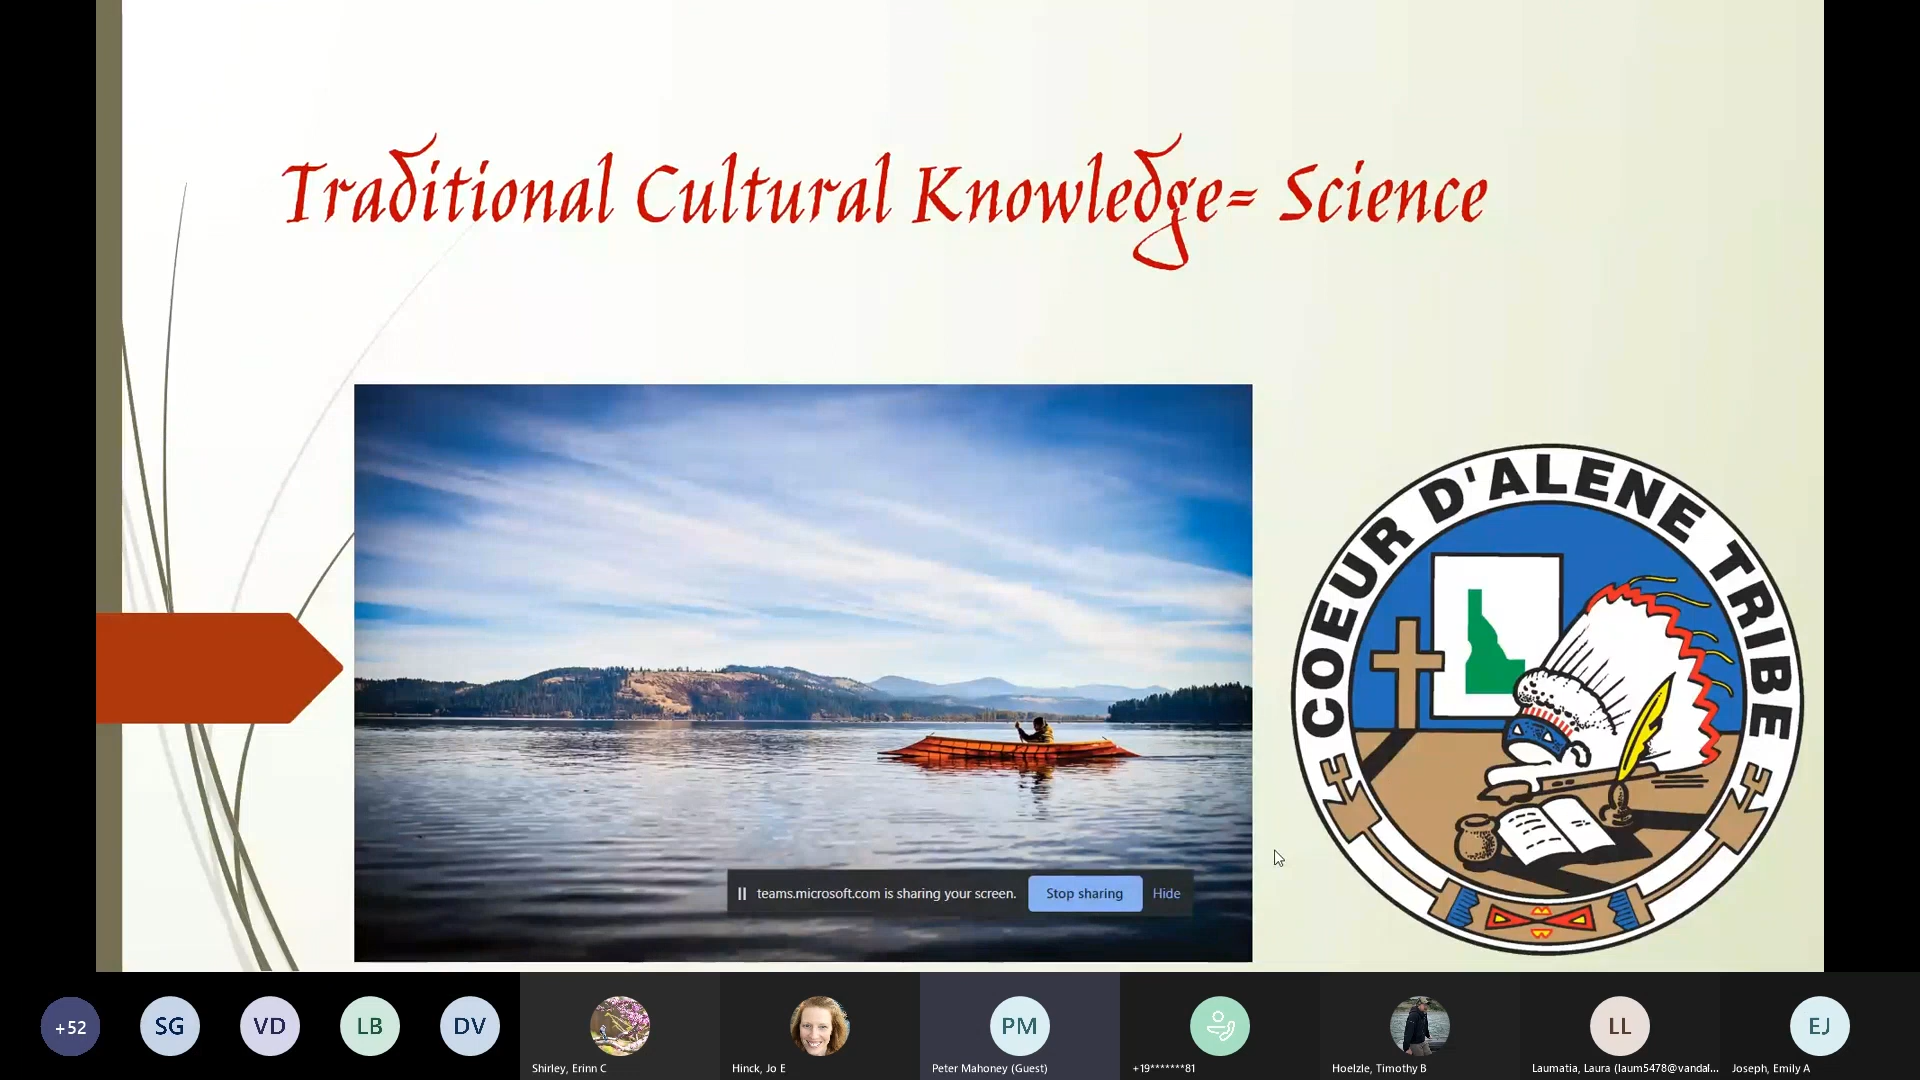 Traditional Cultural Knowledge= Science
COEUR D'ALENE TRIBE
teams.microsoft.com is sharing your screen. Stop sharing Hide
+52 SG VD LB DV PM LL EJ
Shirley, Erinn C Hinck, Jo E Peter Mahoney (Guest) +19*******81 Hoelzle, Timothy B Laumatia, Laura (laum5478@vandal... Joseph, Emily A